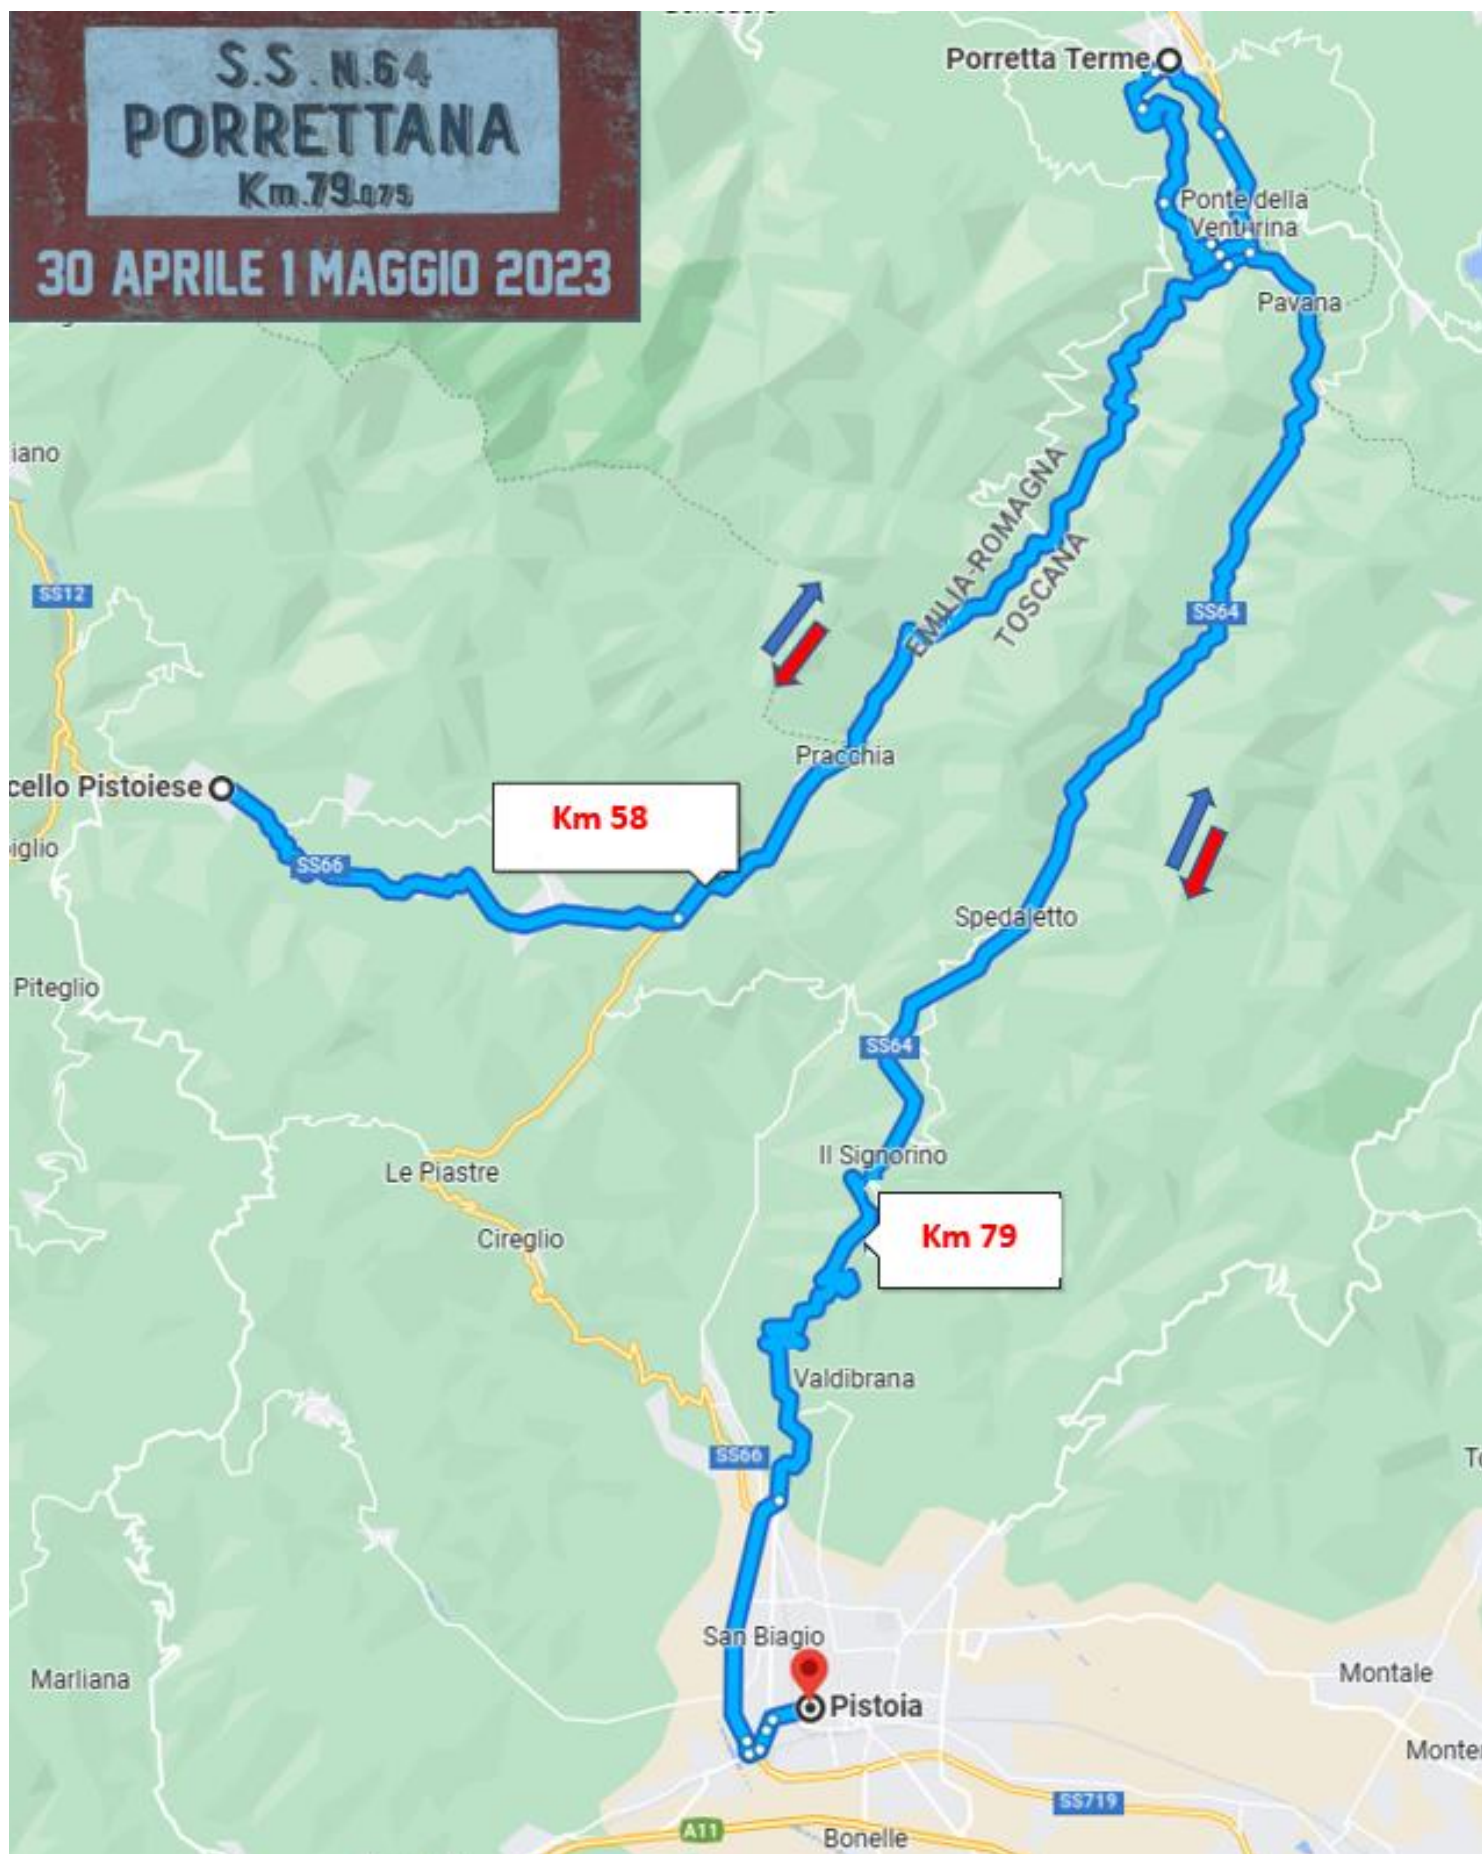 S.S. N.64
PORRETTANA
Km.79.075
30 APRILE 1 MAGGIO 2023
Porretta Terme
Ponte della
Venturina
Pavana
iano
EMILIA-ROMAGNA
TOSCANA
SS12
SS64
Pracchia
cello Pistoiese
Km 58
iglio
SS66
Spedaletto
Piteglio
SS64
Il Signorino
Le Piastre
Km 79
Cireglio
Valdibrana
SS66
San Biagio
Marliana
Pistoia
Montale
Monte
SS719
A11
Bonelle